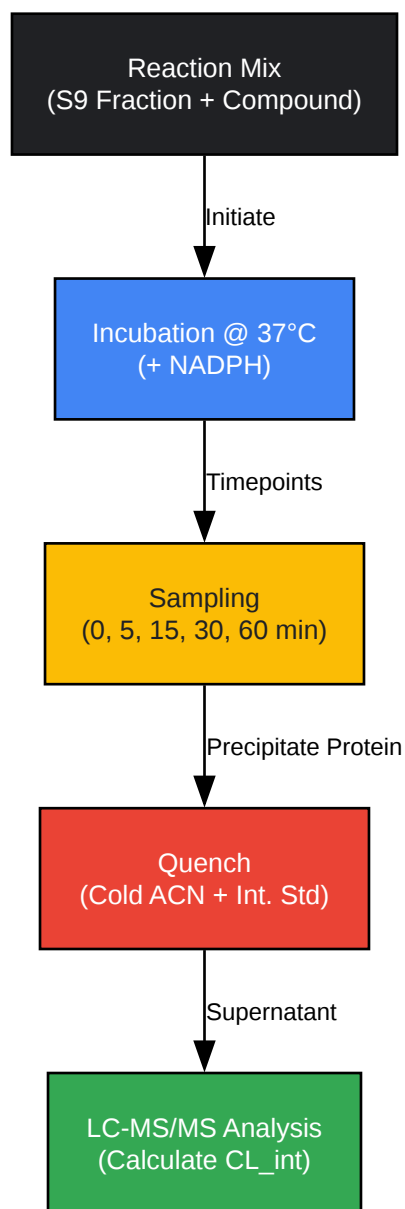 Reaction Mix
(S9 Fraction + Compound)
Initiate
Incubation @ 37°C
(+ NADPH)
Timepoints
Sampling
(0, 5, 15, 30, 60 min)
Precipitate Protein
Quench
(Cold ACN + Int. Std)
Supernatant
LC-MS/MS Analysis
(Calculate CL_int)